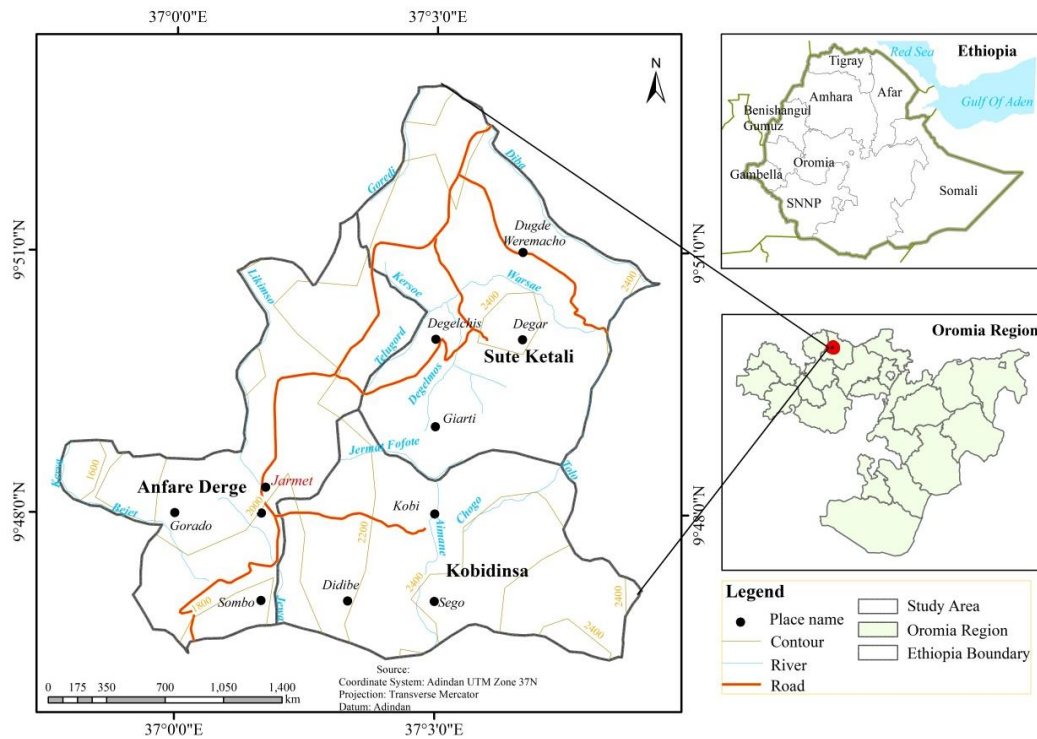 37°0'0"E
37°3'0"E
N
9°51'0"N
9°51'0"N
9°48'0"N
9°48'0"N
Goredi
Diba
Dugde
Weremacho
Likimso
Kersoe
Warsae
2400
2400
Degelchis
Degar
Telugord
Sute Ketali
Degelmos
Giarti
Jermat Fofote
Tolo
1600
Anfare Derge
Jarmet
2000
Kobi
Chogo
Bejet
Gorado
Aimane
2200
Kobidinsa
Didibe
2400
Sombo
1800
Sego
2400
2400
Jewa
Source:
Coordinate System: Adindan UTM Zone 37N
Projection: Transverse Mercator
Datum: Adindan
0 175 350 700 1,050 1,400
km
37°0'0"E
37°3'0"E
Red Sea
Ethiopia
Tigray
Amhara
Afar
Gulf Of Aden
Benishangul
Gumuz
Oromia
Gambella
Somali
SNNP
Oromia Region
Legend
Place name
Contour
River
Road
Study Area
Oromia Region
Ethiopia Boundary